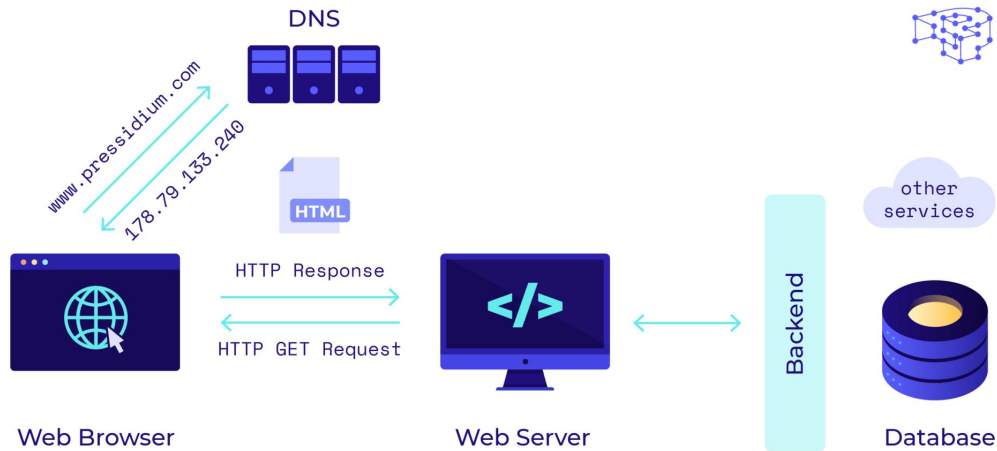 DNS
www.pressidium.com
178.79.133.240
HTML
other
services
HTTP Response
</>
HTTP GET Request
Backend
Web Browser
Web Server
Database